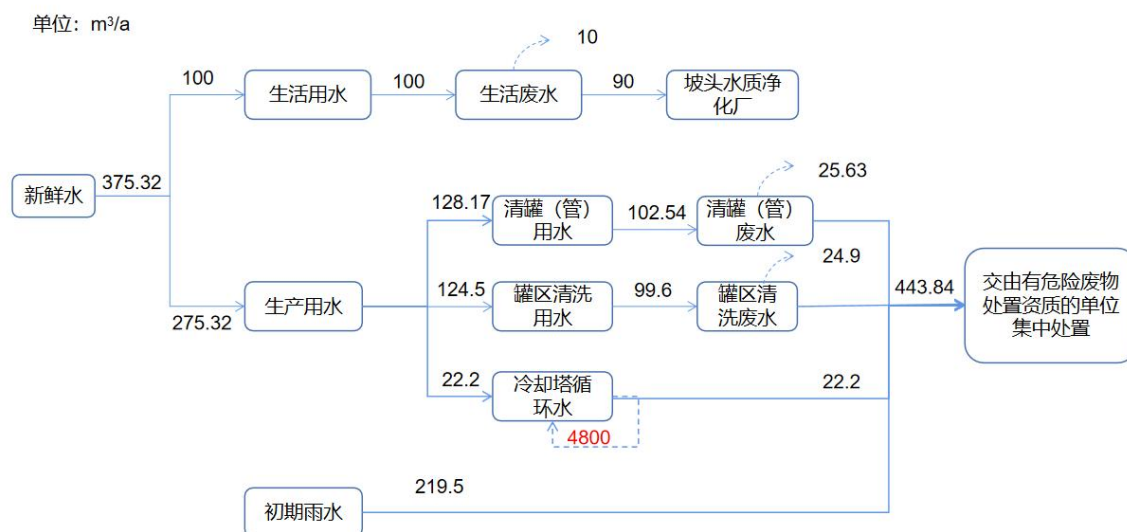 单位：m³/a
10
100
生活用水
100
生活废水
90
坡头水质净
化厂
新鲜水
375.32
25.63
128.17
清罐（管）
用水
102.54
清罐（管）
废水
24.9
275.32
生产用水
124.5
罐区清洗
用水
99.6
罐区清
洗废水
443.84
交由有危险废物
处置资质的单位
集中处置
22.2
冷却塔循
环水
22.2
4800
219.5
初期雨水